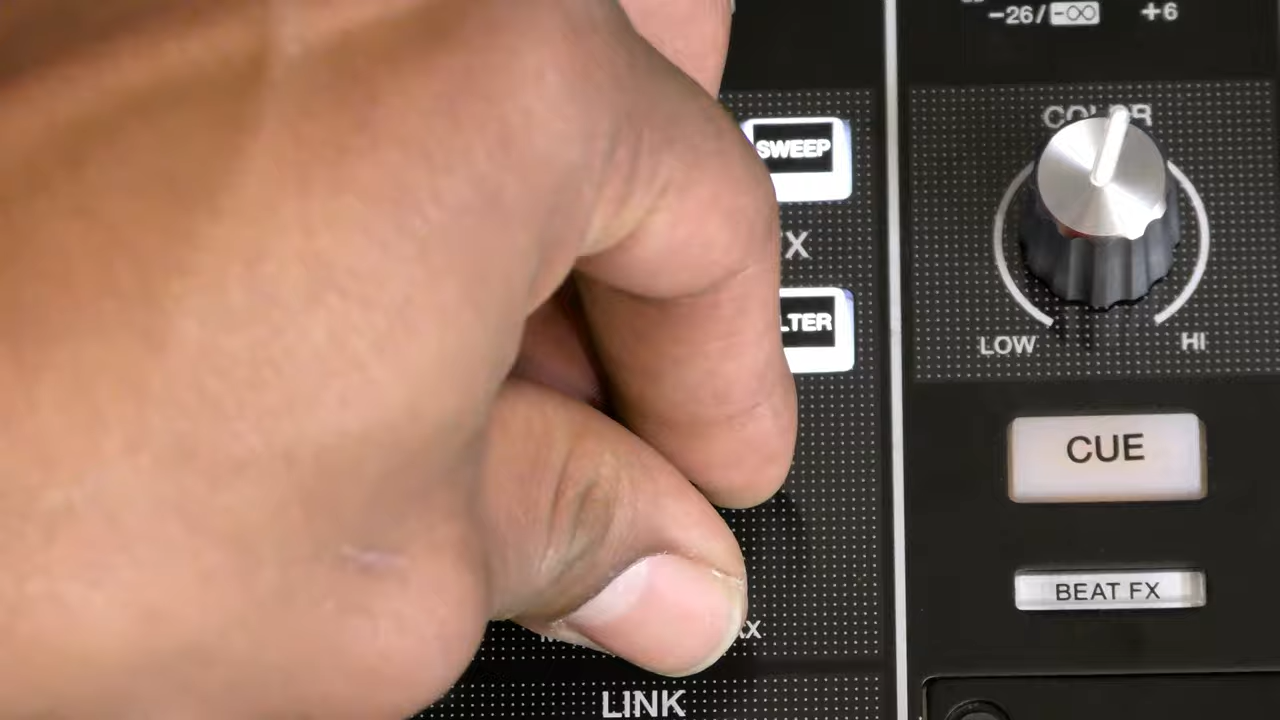 -26/-∞ +6
COLOR
SWEEP
X
LTER
LOW HI
CUE
BEAT FX
LINK